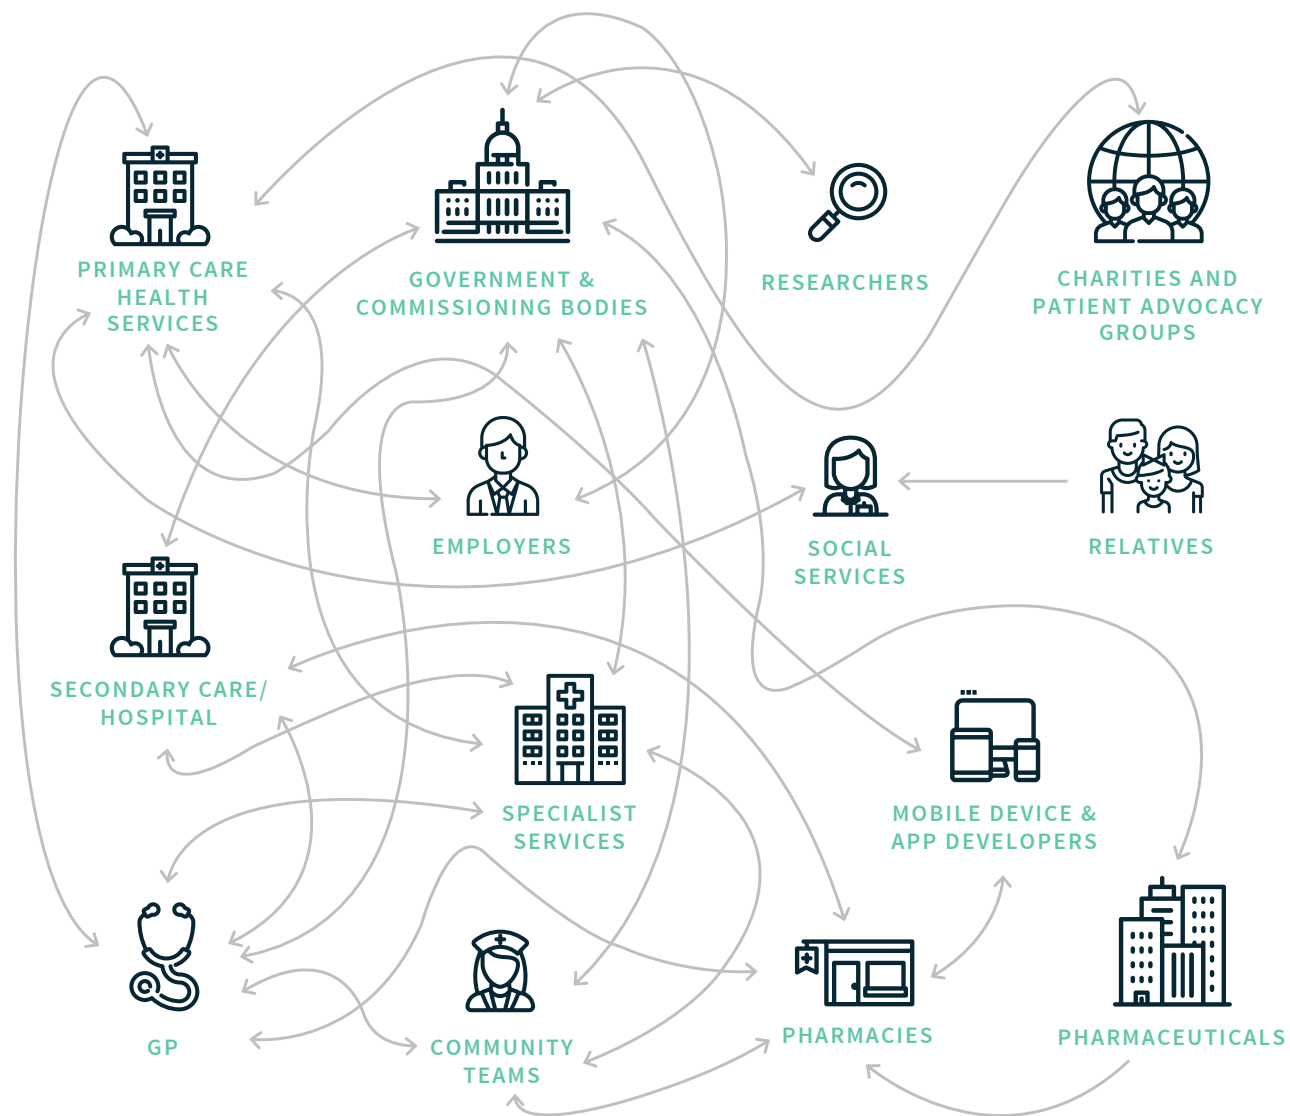 PRIMARY CARE
HEALTH
SERVICES
GOVERNMENT &
COMMISSIONING BODIES
RESEARCHERS
CHARITIES AND
PATIENT ADVOCACY
GROUPS
EMPLOYERS
SOCIAL
SERVICES
RELATIVES
SECONDARY CARE/
HOSPITAL
SPECIALIST
SERVICES
MOBILE DEVICE &
APP DEVELOPERS
GP
COMMUNITY
TEAMS
PHARMACIES
PHARMACEUTICALS